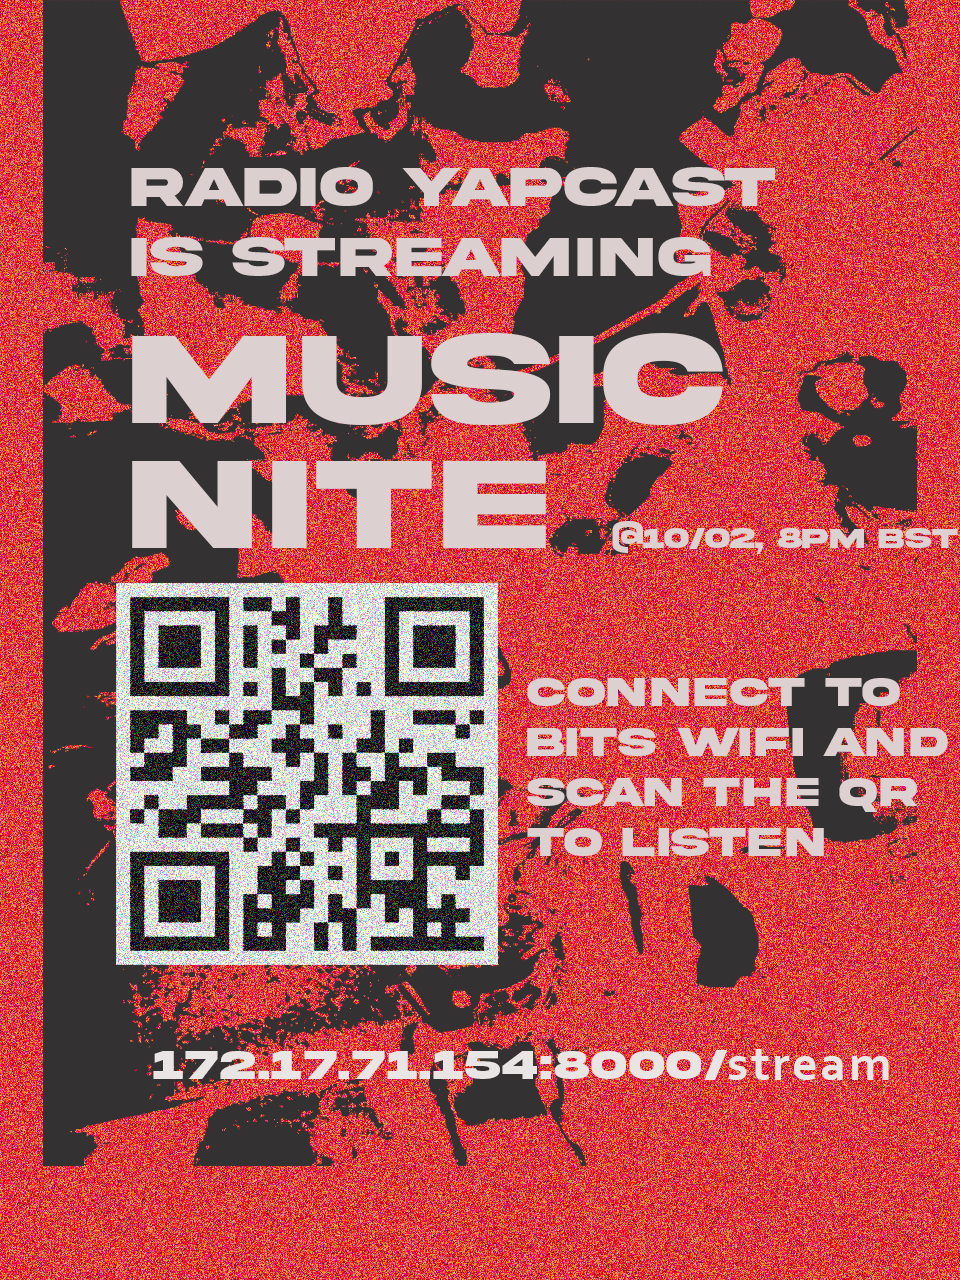 RADIO YAPCAST
IS STREAMING
MUSIC
NITE
@10/02, 8PM BST
CONNECT TO
BITS WIFI AND
SCAN THE QR
TO LISTEN
172.17.71.154:8000/stream